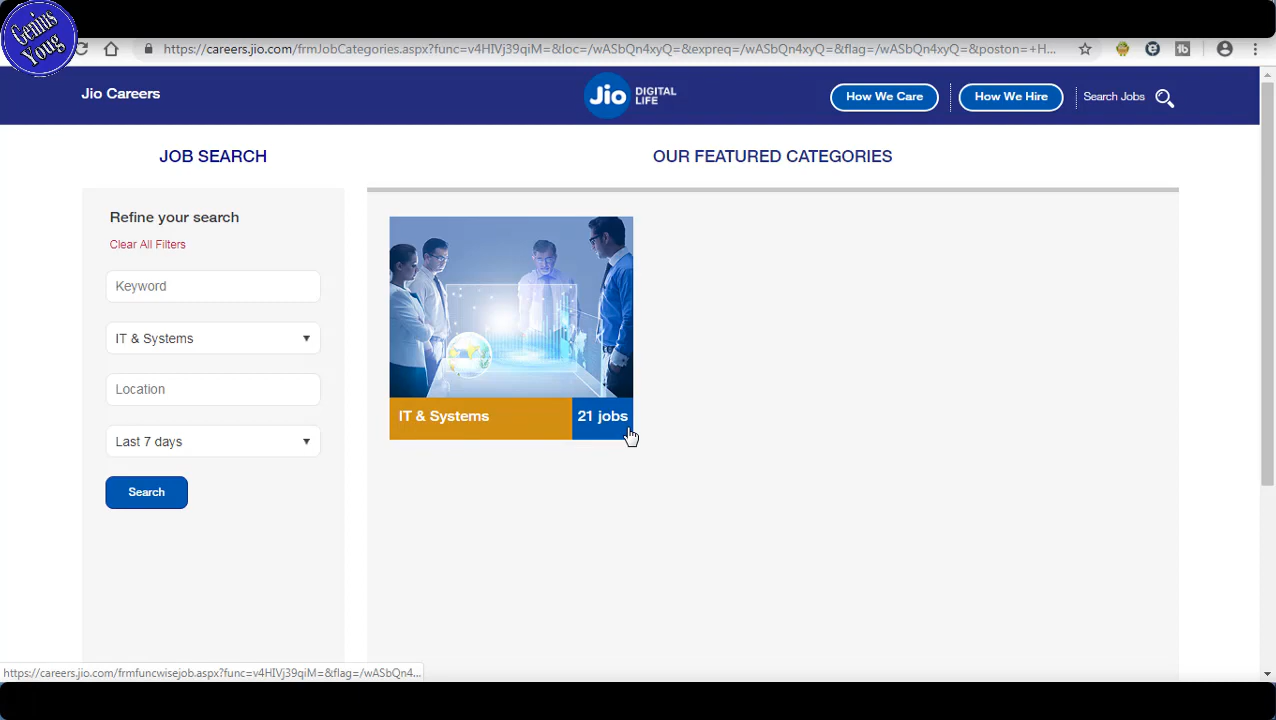 Genius
Youg
https://careers.jio.com/frmJobCategories.aspx?func=v4HIVj39qiM=&loc=/wASbQn4xyQ=&expreq=/wASbQn4xyQ=&flag=/wASbQn4xyQ=&poston=+H...
Jio Careers
Jio DIGITAL LIFE
How We Care
How We Hire
Search Jobs
JOB SEARCH
OUR FEATURED CATEGORIES
Refine your search
Clear All Filters
Keyword
IT & Systems
Location
Last 7 days
Search
IT & Systems
21 jobs
https://careers.jio.com/frmfuncwisejob.aspx?func=v4HIVj39qiM=&flag=/wASbQn4...